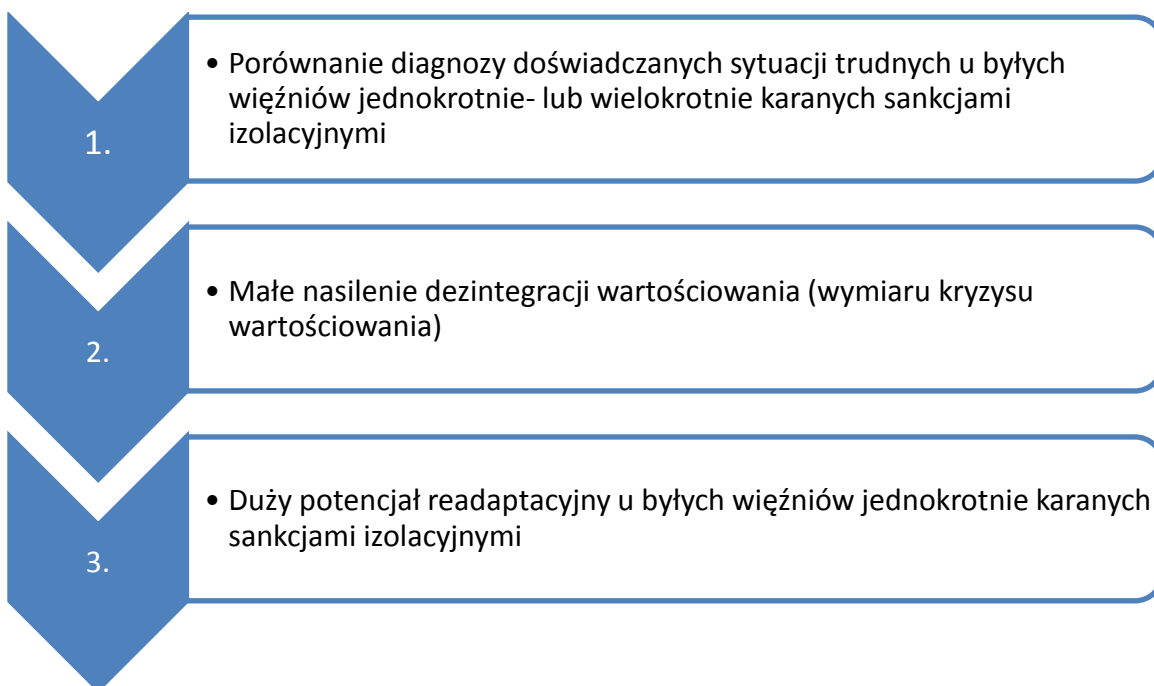 1.
• Porównanie diagnozy doświadczanych sytuacji trudnych u byłych
więźniów jednokrotnie- lub wielokrotnie karanych sankcjami
izolacyjnymi
2.
• Małe nasilenie dezintegracji wartościowania (wymiaru kryzysu
wartościowania)
3.
• Duży potencjał readaptacyjny u byłych więźniów jednokrotnie karanych
sankcjami izolacyjnymi